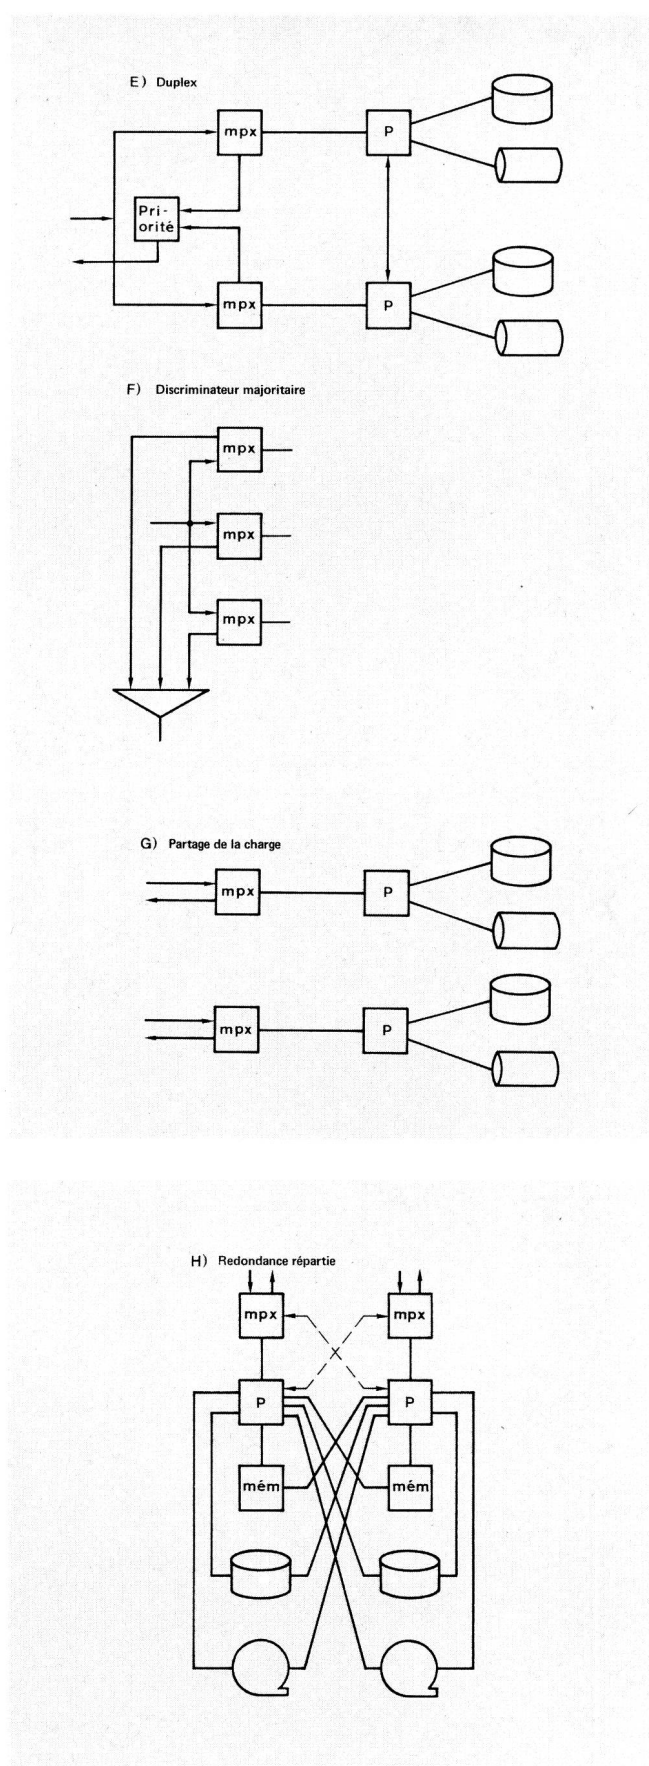 E) Duplex
mpx
P
Pri-
orité
mpx
P
F) Discriminateur majoritaire
mpx
mpx
mpx
G) Partage de la charge
mpx
P
mpx
P
H) Redondance répartie
mpx
mpx
P
P
mém
mém